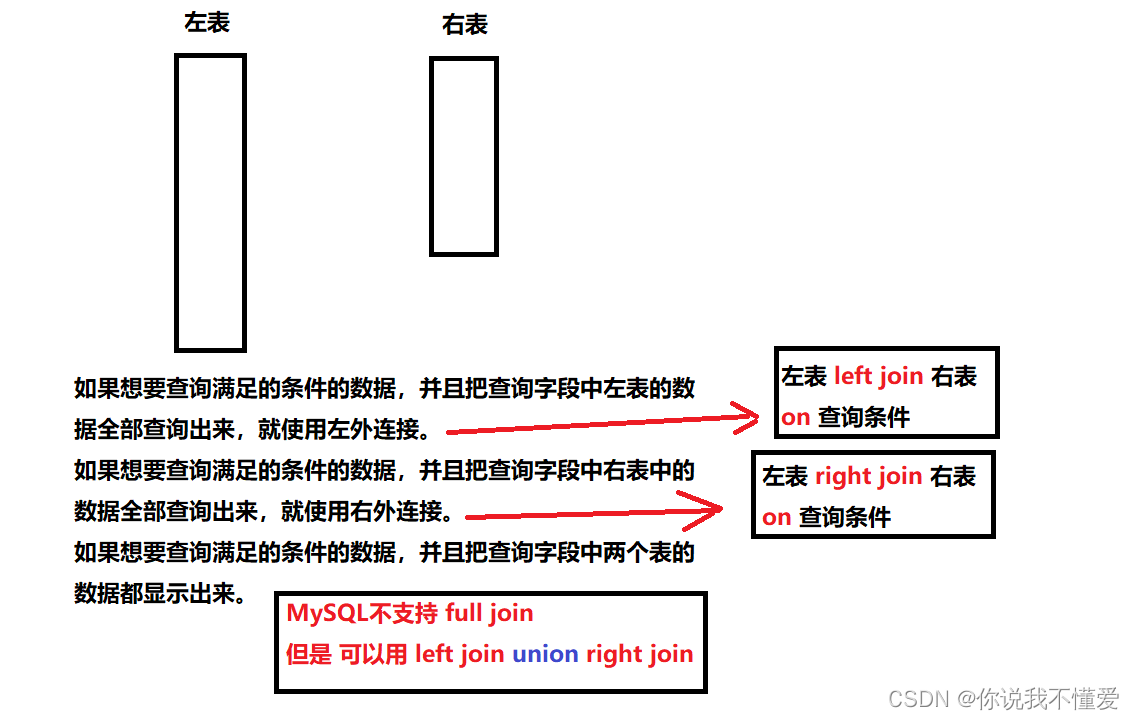 左表
右表
如果想要查询满足的条件的数据，并且把查询字段中左表的数
据全部查询出来，就使用左外连接。
左表 left join 右表
on 查询条件
如果想要查询满足的条件的数据，并且把查询字段中右表中的
数据全部查询出来，就使用右外连接。
左表 right join 右表
on 查询条件
如果想要查询满足的条件的数据，并且把查询字段中两个表的
数据都显示出来。
MySQL不支持 full join
但是 可以用 left join union right join
CSDN @你说我不懂爱